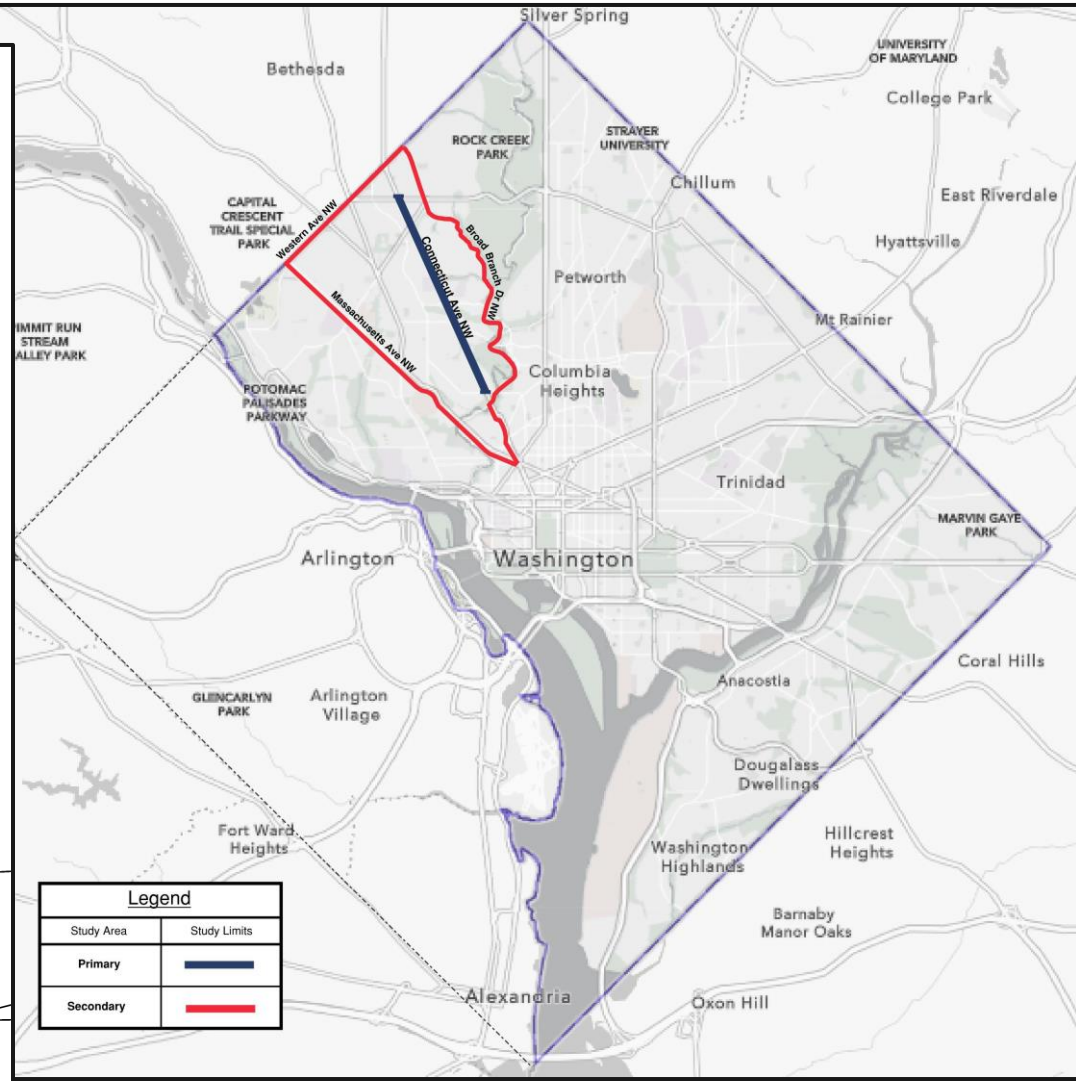 Silver Spring
UNIVERSITY
OF MARYLAND
Bethesda
College Park
ROCK CREEK
PARK
STRAYER
UNIVERSITY
Chillum
East Riverdale
CAPITAL
CRESCENT
TRAIL SPECIAL
PARK
Western Ave NW
Broad Branch Dr NW
Hyattsville
Connecticut Ave NW
Petworth
Massachusetts Ave NW
Mt Rainier
IMMIT RUN
STREAM
ALLEY PARK
Columbia
Heights
POTOMAC
PALISADES
PARKWAY
Trinidad
MARVIN GAYE
PARK
Arlington
Washington
Coral Hills
Anacostia
GLENCARLYN
PARK
Arlington
Village
Dougalass
Dwellings
Fort Ward
Heights
Washington
Highlands
Hillcrest
Heights
Barnaby
Manor Oaks
Alexandria
Oxon Hill
Legend
Study Area Study Limits
Primary
Secondary